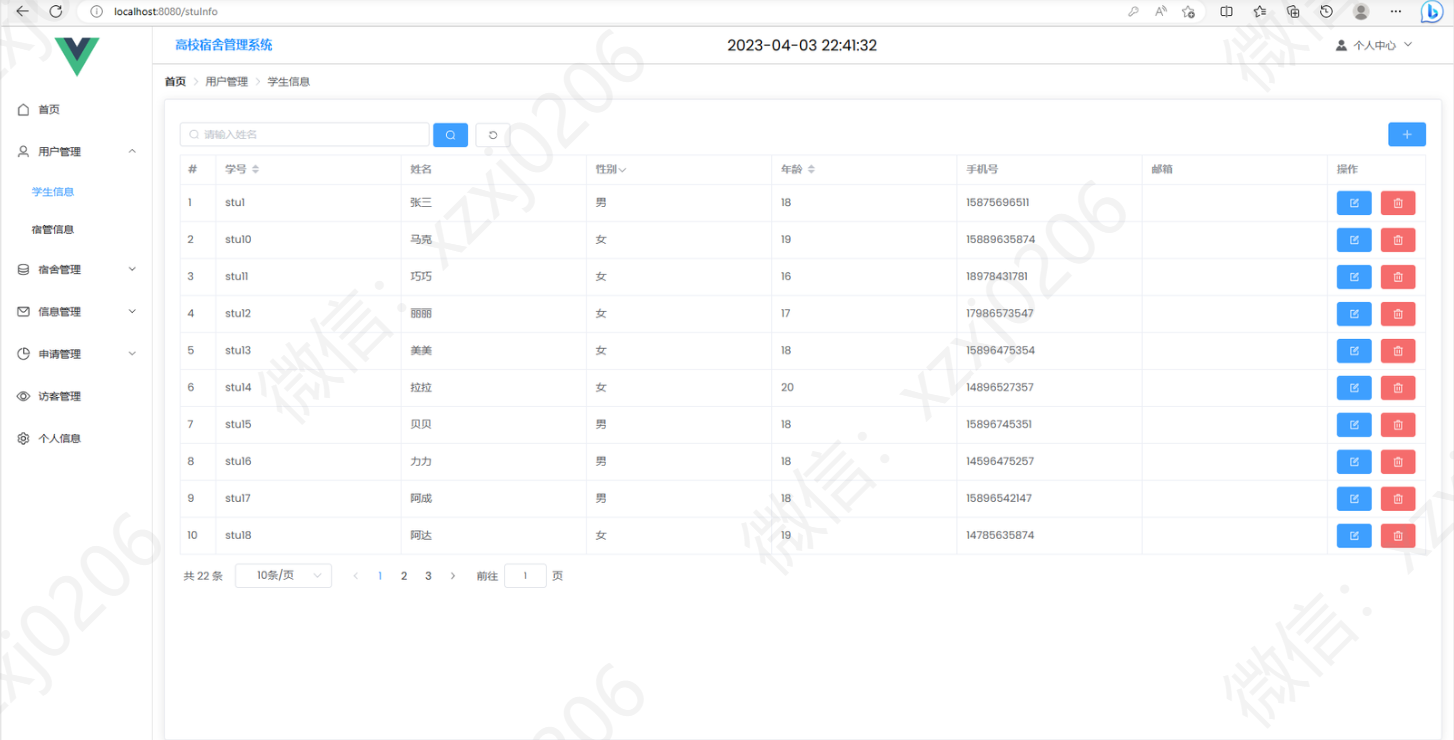 localhost:8080/stuInfo
高校宿舍管理系统 2023-04-03 22:41:32 个人中心
首页 > 用户管理 > 学生信息
首页
用户管理
学生信息
宿管信息
宿舍管理
信息管理
申请管理
访客管理
个人信息
请输入姓名
# 学号 姓名 性别 年龄 手机号 邮箱 操作
1 stu1 张三 男 18 15875696511
2 stu10 马克 女 19 15889635874
3 stu11 巧巧 女 16 18978431781
4 stu12 丽丽 女 17 17986573547
5 stu13 美美 女 18 15896475354
6 stu14 拉拉 女 20 14896527357
7 stu15 贝贝 男 18 15896745351
8 stu16 力力 男 18 14596475257
9 stu17 阿成 男 18 15896542147
10 stu18 阿达 女 19 14785635874
共 22 条 10条/页 < 1 2 3 > 前往 1 页
微信：xzxj0206
微信：xzxj0206
微信：
微信：
xzxj0206